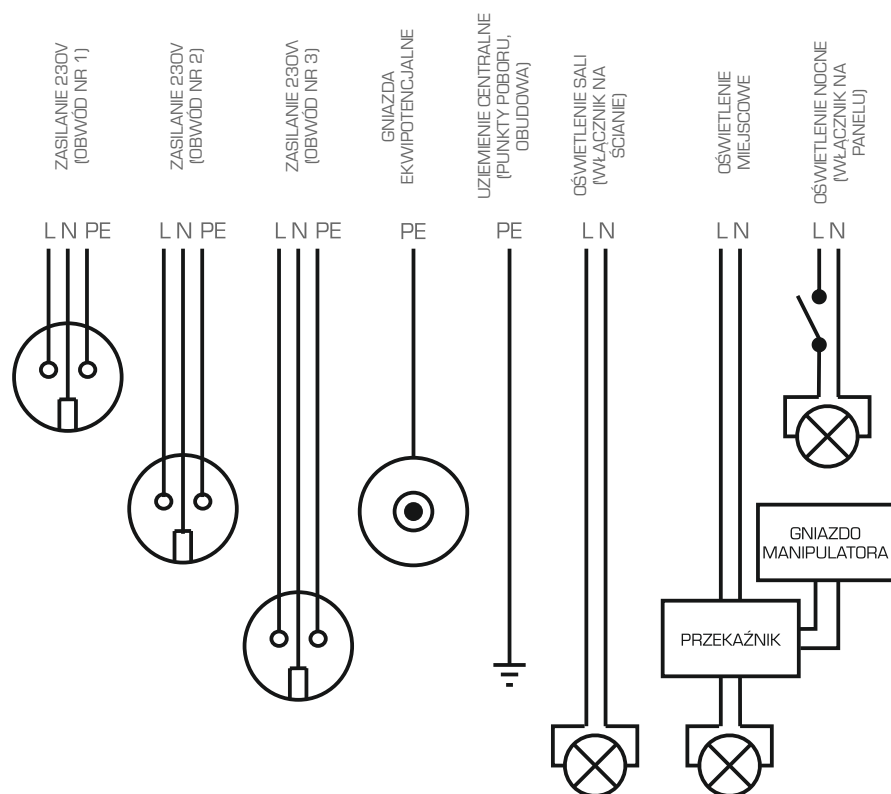 ZASILANIE 230V
(OBWÓD NR 1)
ZASILANIE 230V
(OBWÓD NR 2)
ZASILANIE 230V\
(OBWÓD NR 3)
GNIAZDA
EKWIPOTENCJALNE
UZIEMIENIE CENTRALNE
(PUNKTY POBORU,
OBUDOWA)
OŚWIETLENIE SALI
(WŁĄCZNIK NA
ŚCIANIE)
OŚWIETLENIE
MIEJSCOWE
OŚWIETLENIE NOCNE
(WŁĄCZNIK NA
PANELU)
L N PE
L N PE
L N PE
PE
PE
L N
L N
L N
GNIAZDO
MANIPULATORA
PRZEKAŹNIK